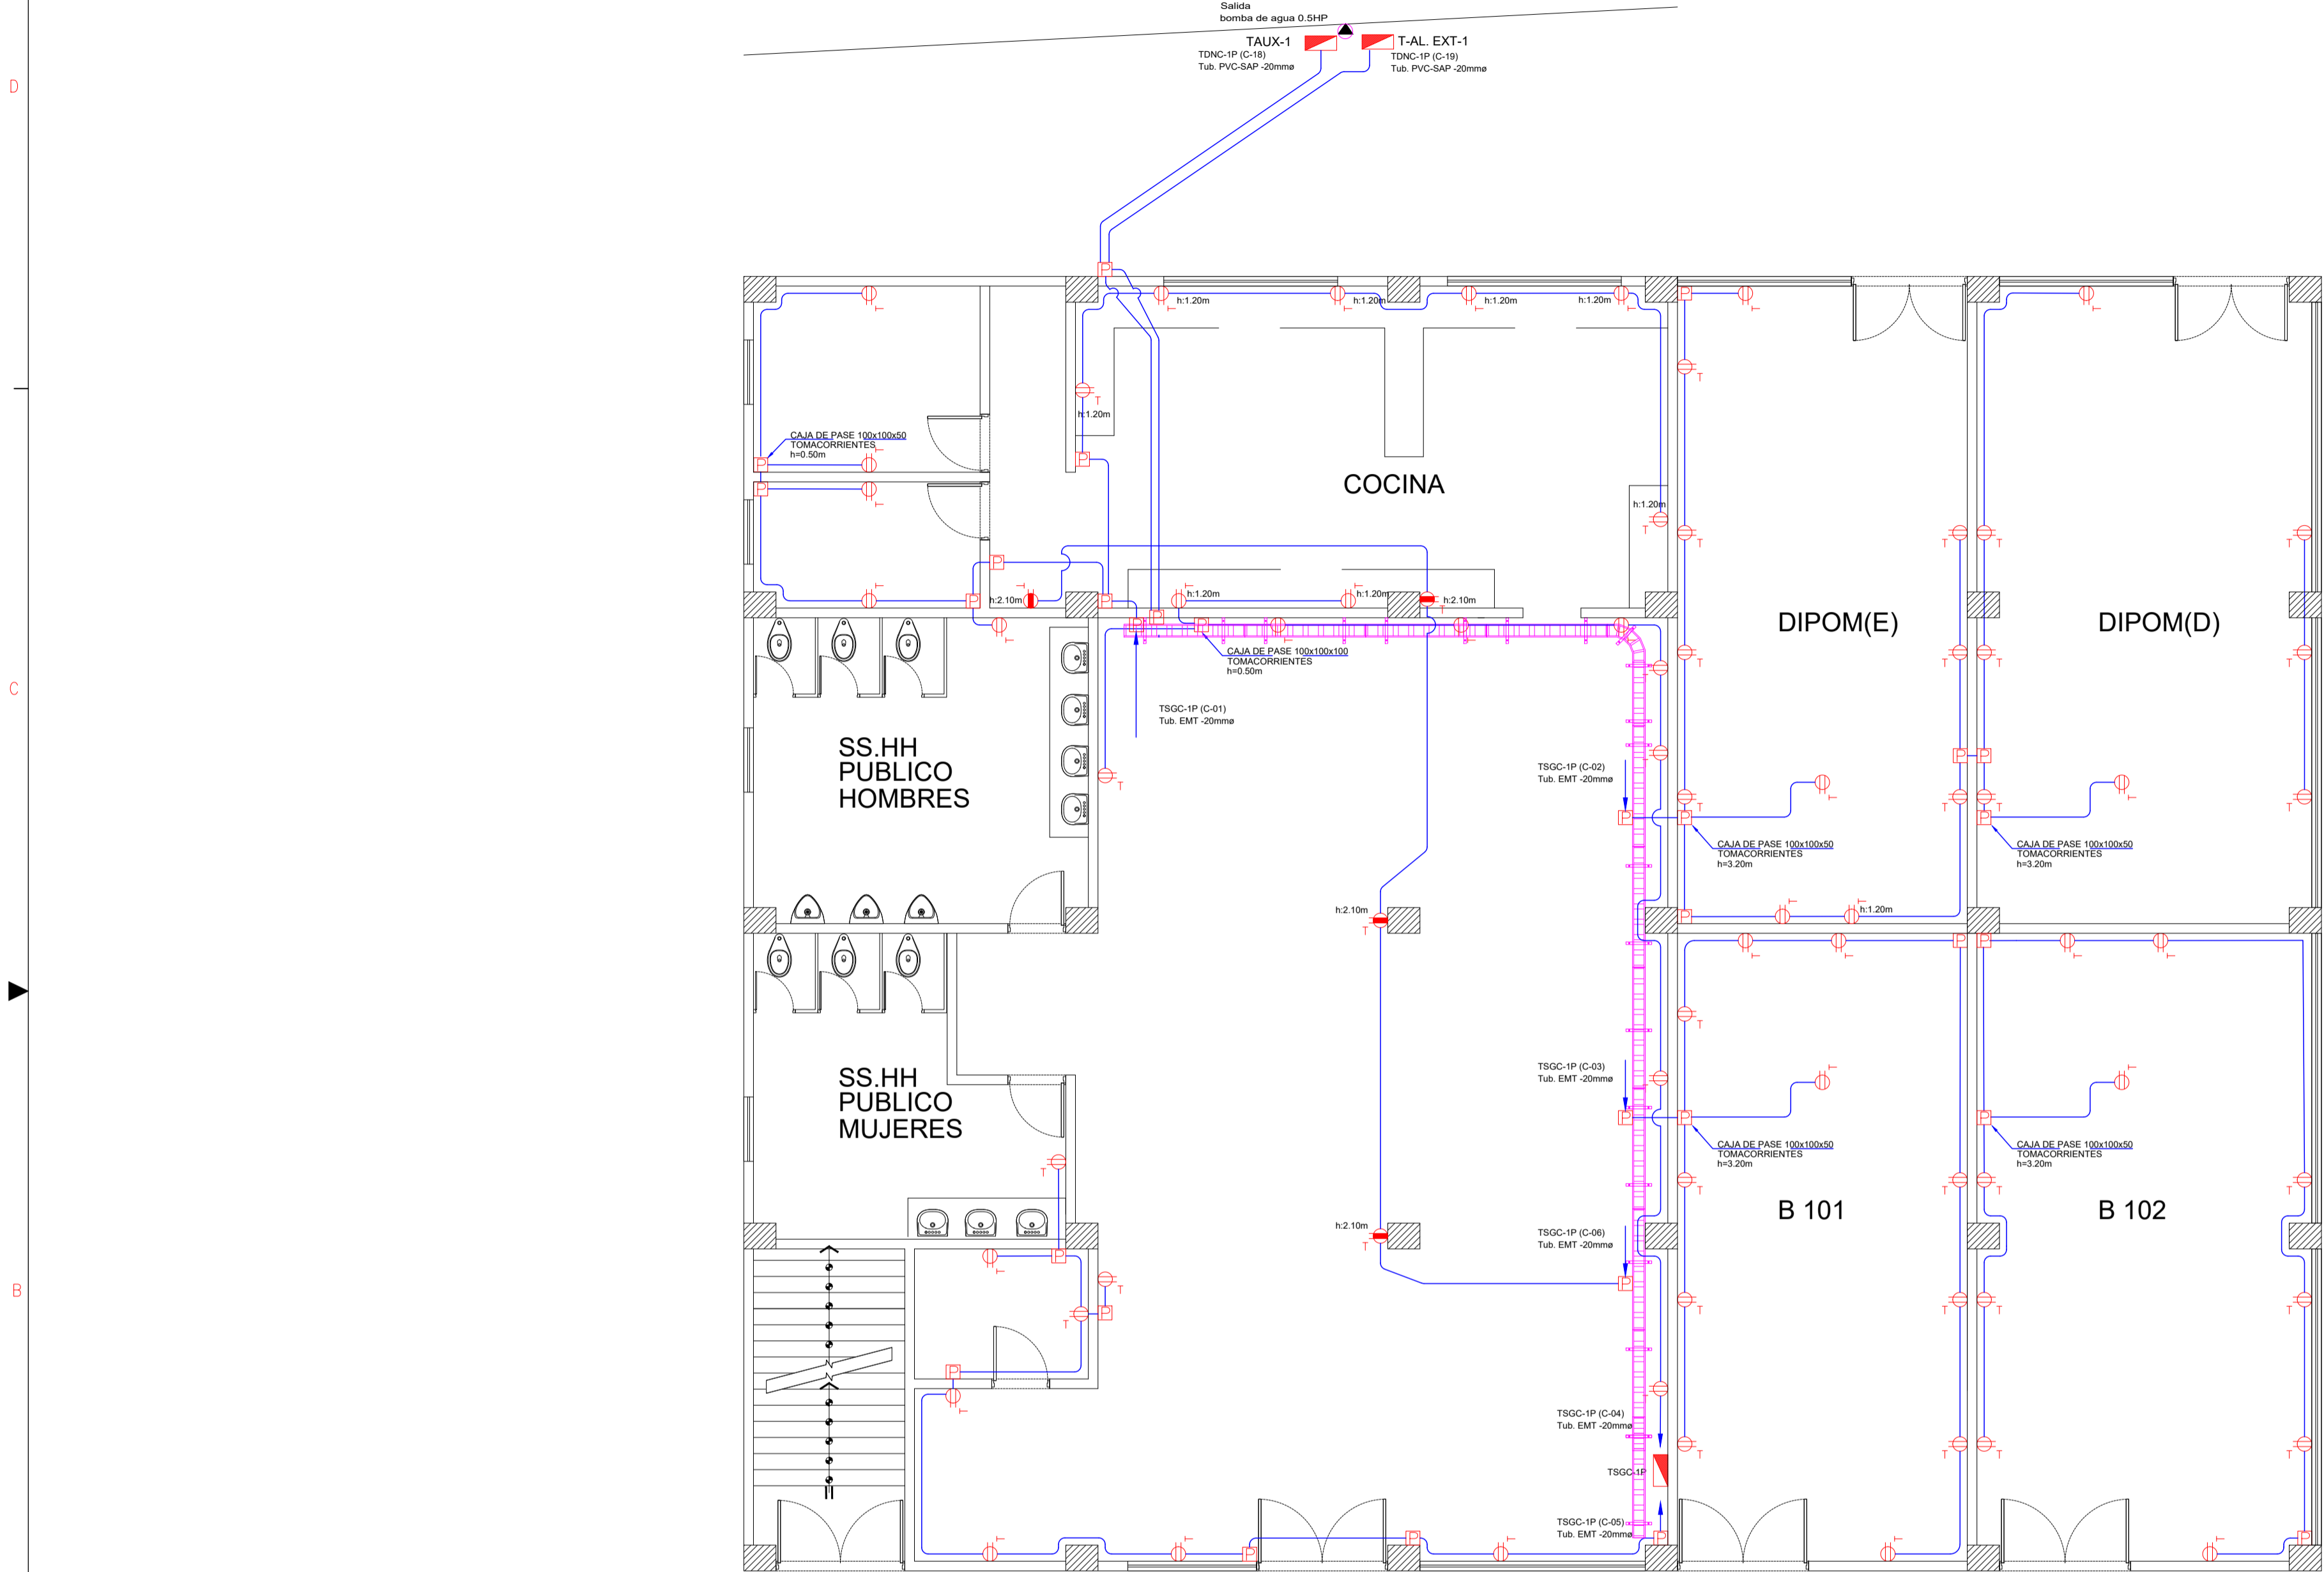 Salida
bomba de agua 0.5HP
TAUX-1
TDNC-1P (C-18)
Tub. PVC-SAP -20mmø
T-AL. EXT-1
TDNC-1P (C-19)
Tub. PVC-SAP -20mmø
D
P
P
h:1.20m
h:1.20m
h:1.20m
h:1.20m
T
T
T
T
T
T
T
T
T
h:1.20m
CAJA DE PASE 100x100x50
TOMACORRIENTES
h=0.50m
P
P
P
T
T
COCINA
h:1.20m
T
T
T
T
T
P
h:2.10m
T
P
P
T
h:1.20m
T
h:1.20m
h:2.10m
T
T
P
P
P
T
DIPOM(E)
DIPOM(D)
CAJA DE PASE 100x100x100
TOMACORRIENTES
h=0.50m
T
T
T
T
C
TSGC-1P (C-01)
Tub. EMT -20mmø
SS.HH
PUBLICO
HOMBRES
T
TSGC-1P (C-02)
Tub. EMT -20mmø
P
P
T
T
T
T
T
T
P
P
P
CAJA DE PASE 100x100x50
TOMACORRIENTES
h=3.20m
CAJA DE PASE 100x100x50
TOMACORRIENTES
h=3.20m
h:2.10m
T
P
T
T
h:1.20m
P
P
T
T
T
T
T
SS.HH
PUBLICO
MUJERES
TSGC-1P (C-03)
Tub. EMT -20mmø
P
P
P
T
T
CAJA DE PASE 100x100x50
TOMACORRIENTES
h=3.20m
CAJA DE PASE 100x100x50
TOMACORRIENTES
h=3.20m
T
T
T
T
T
B 101
B 102
h:2.10m
T
TSGC-1P (C-06)
Tub. EMT -20mmø
P
B
P
T
T
P
T
T
T
T
T
P
T
TSGC-1P (C-04)
Tub. EMT -20mmø
T
T
T
T
TSGC-1P
TSGC-1P (C-05)
Tub. EMT -20mmø
T
T
P
P
T
P
T
T
P